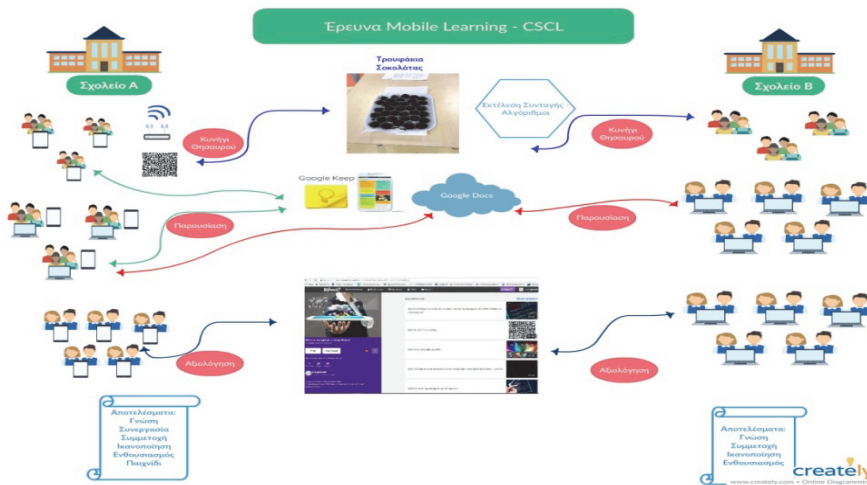 Έρευνα Mobile Learning - CSCL
Σχολείο Α
Σχολείο Β
Τρουφάκια
Σοκολάτας
Εκτέλεση Συνταγής -
Αλγόριθμοι
Κυνήγι
Θησαυρού
Κυνήγι
Θησαυρού
Google Keep
Google Docs
Παρουσίαση
Παρουσίαση
Αξιολόγηση
Αξιολόγηση
Αποτελέσματα:
Γνώση
Συνεργασία
Συμμετοχή
Ικανοποίηση
Ενθουσιασμός
Παιχνίδι
Αποτελέσματα:
Γνώση
Συμμετοχή
Ικανοποίηση
Ενθουσιασμός
creately
www.creately.com • Online Diagramming